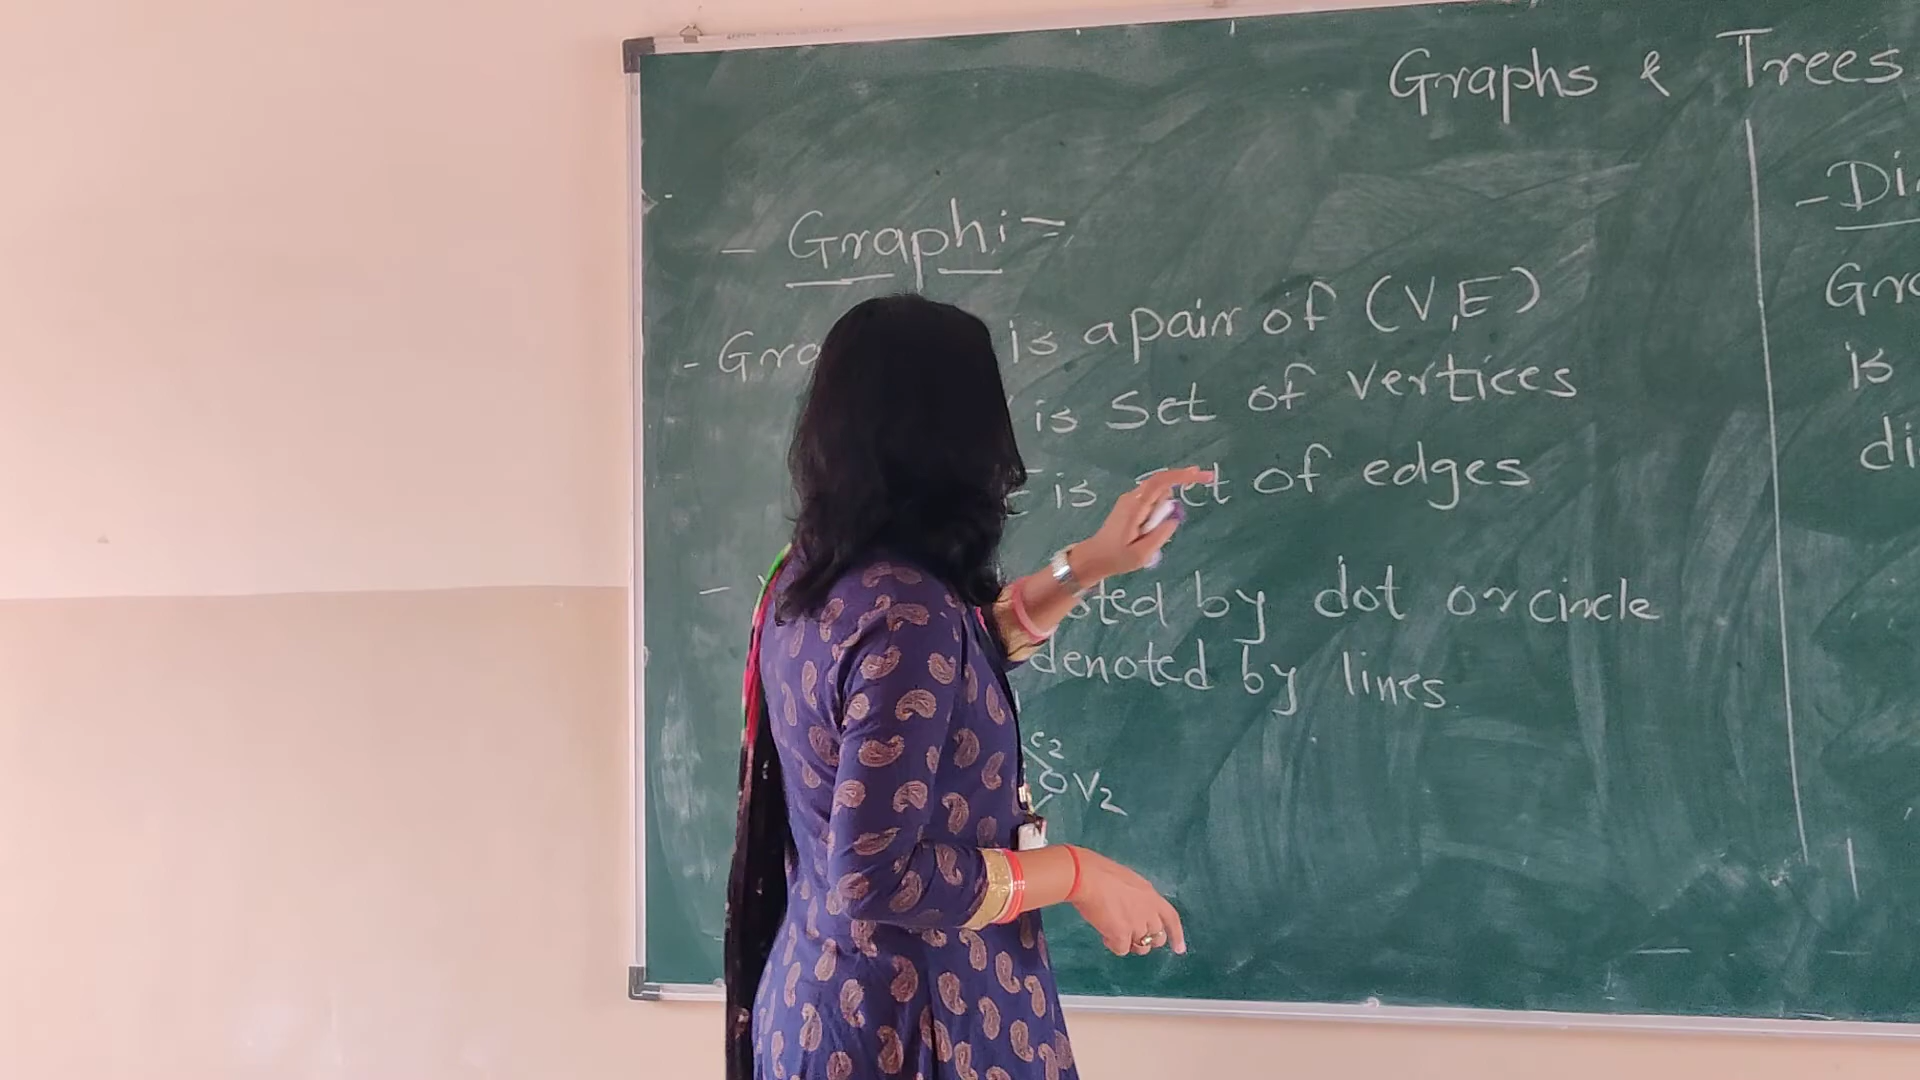 Graphs & Trees
- Graph :=
- Gra is a pair of (V,E)
is set of vertices
E is set of edges
- denoted by dot or circle
denoted by lines
e2
V2
- Di
Gra
is
di